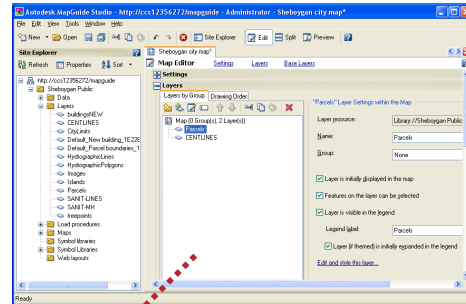 Autodesk MapGuide Studio - http://ccs12356272/mapguide - Administrator - Sheboygan city map*
File Edit View Tools Window Help
New Open Site Explorer Edit Split Preview
Site Explorer
Sheboygan city map*
Refresh Properties Sort
Map Editor Settings Layers Base Layers
http://ccs12356272/mapguide
Sheboygan Public
Data
Layers
buildingsNEW
CENTLINES
CityLimits
Default_New building_1E226
Default_Parcel boundaries_1
HydrographicLines
HydrographicPolygons
Images
Islands
Parcels
SANIT-LINES
SANIT-MH
treepoints
Load procedures
Maps
Symbol libraries
Symbol Libraries
Web layouts
Settings
Layers
Layers by Group Drawing Order
Map (0 Group(s), 2 Layer(s))
Parcels
CENTLINES
"Parcels" Layer Settings within the Map
Layer resource: Library://Sheboygan Public
Name: Parcels
Group: None
Layer is initially displayed in the map
Features on the layer can be selected
Layer is visible in the legend
Legend label: Parcels
Layer (if themed) is initially expanded in the legend
Edit and style this layer...
Ready